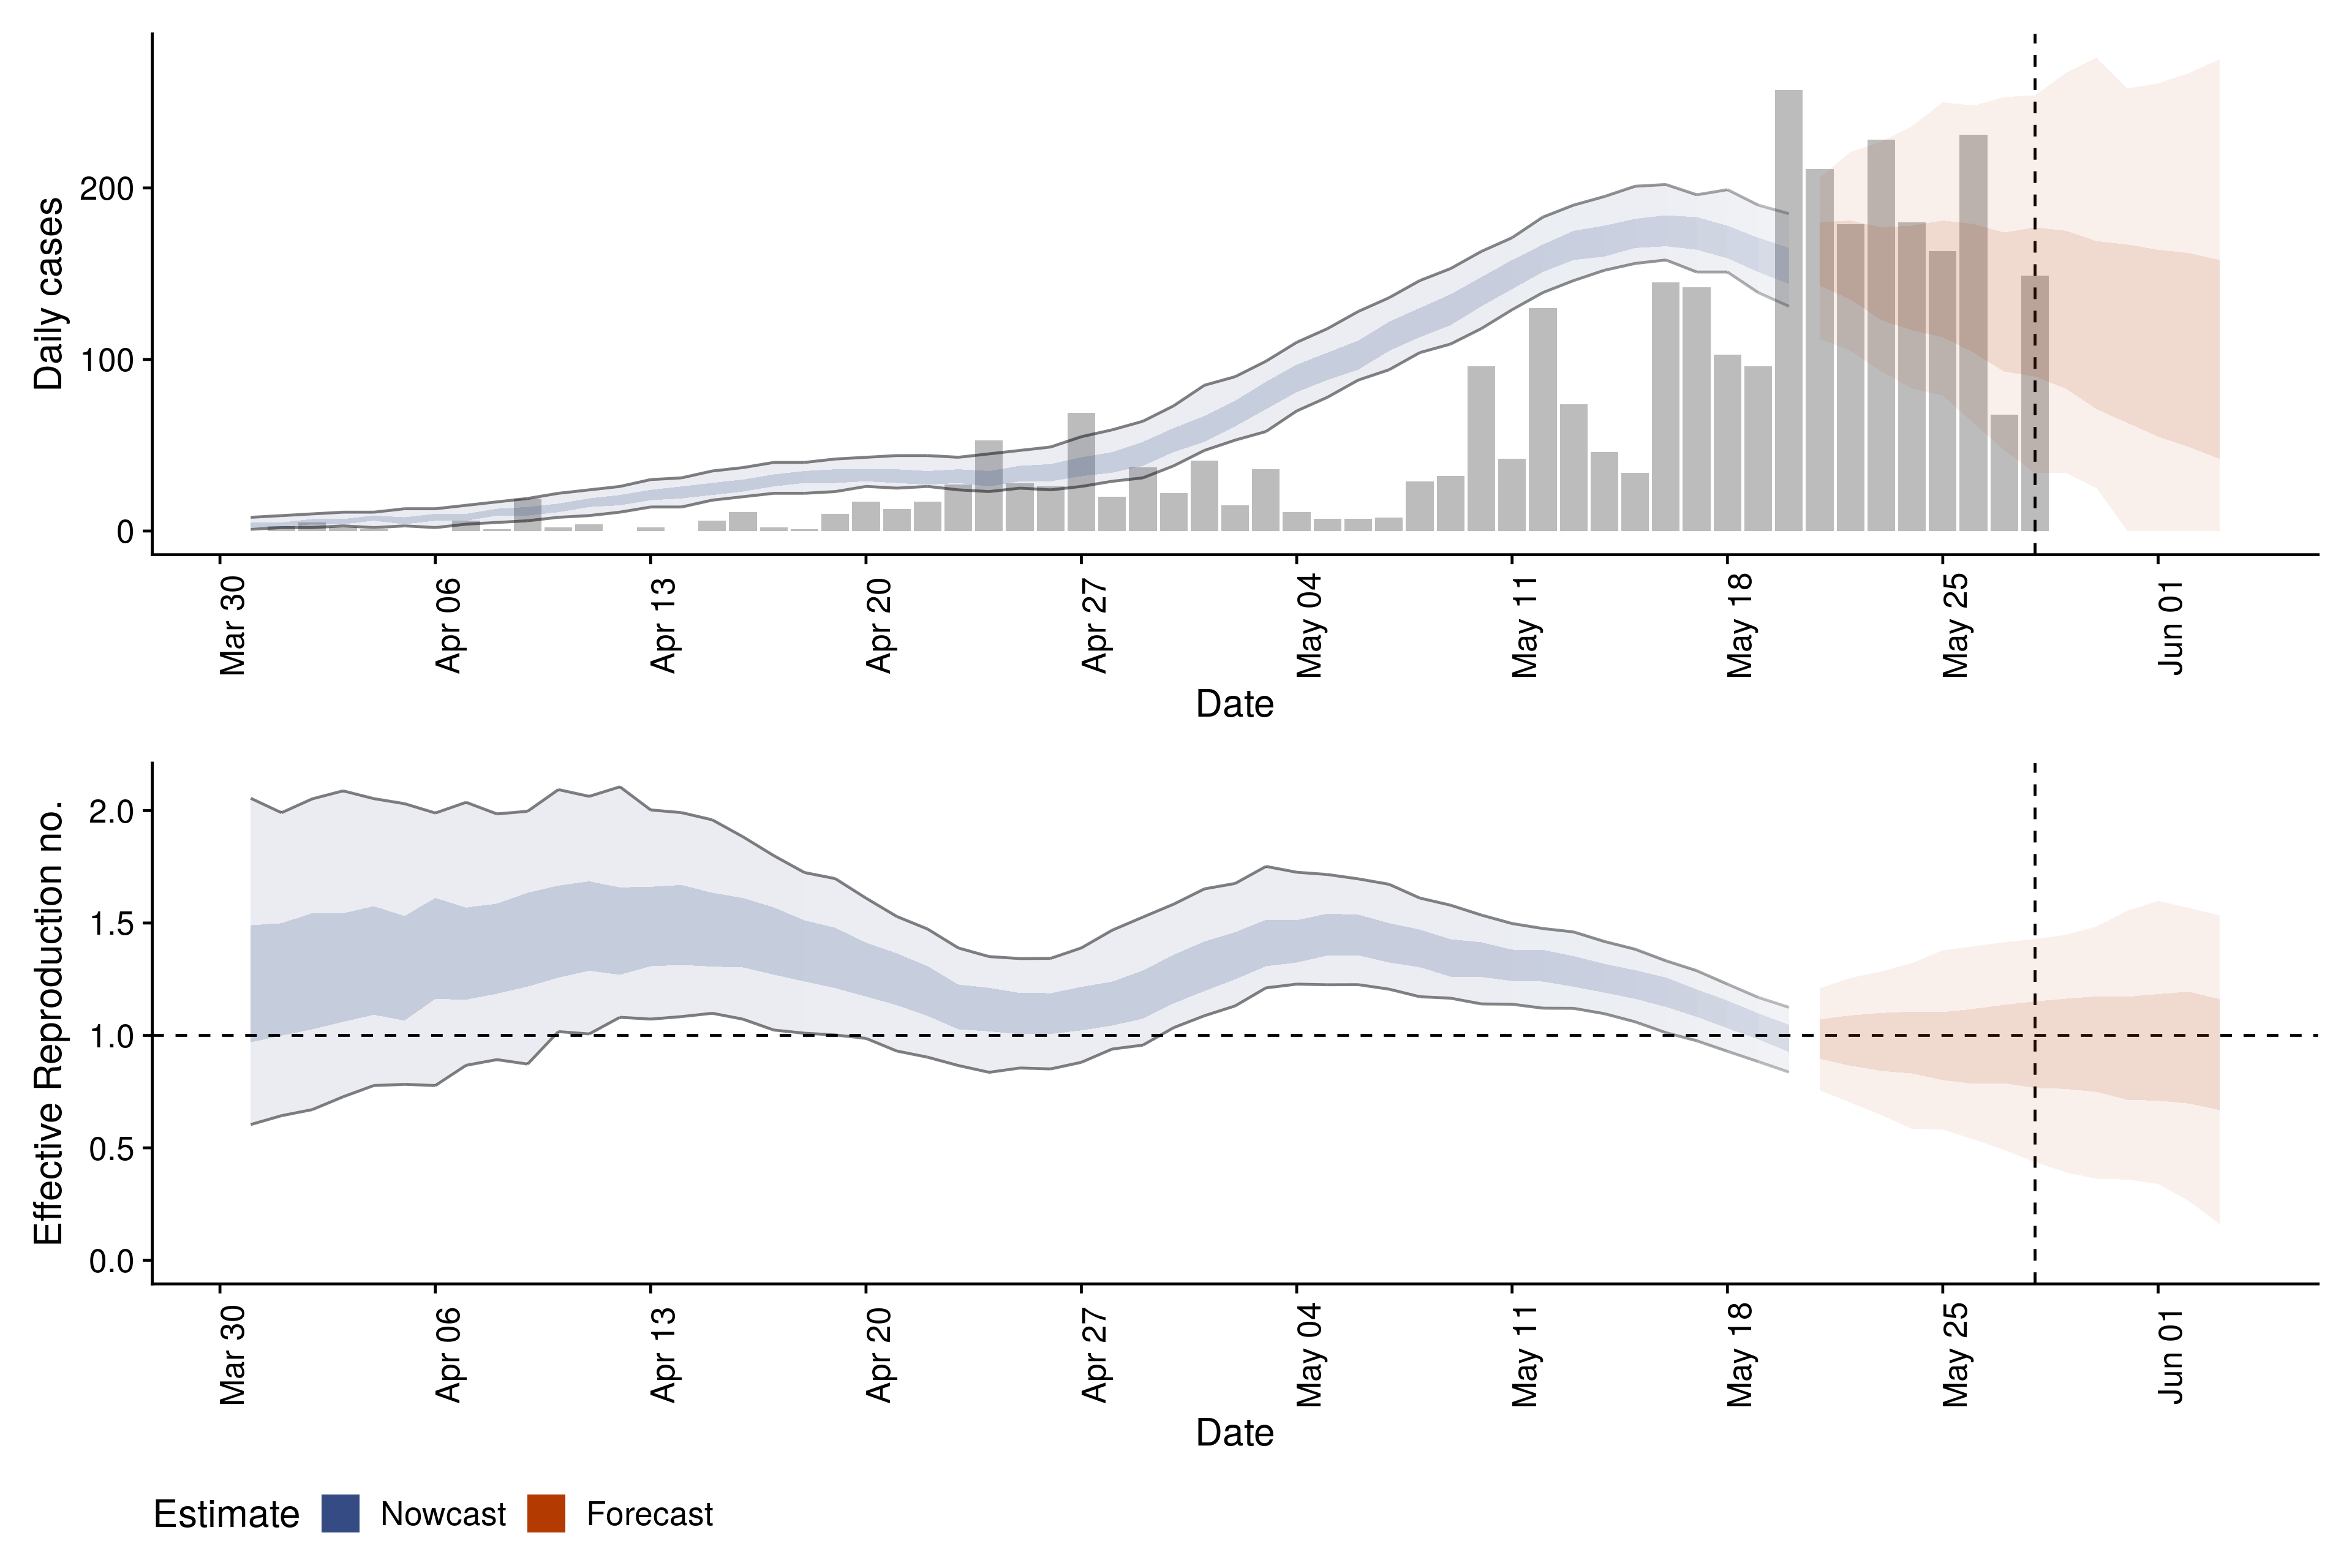 Daily cases
200
100
0
Mar 30
Apr 06
Apr 13
Apr 20
Apr 27
May 04
May 11
May 18
May 25
Jun 01
Date
Effective Reproduction no.
2.0
1.5
1.0
0.5
0.0
Mar 30
Apr 06
Apr 13
Apr 20
Apr 27
May 04
May 11
May 18
May 25
Jun 01
Date
Estimate Nowcast Forecast